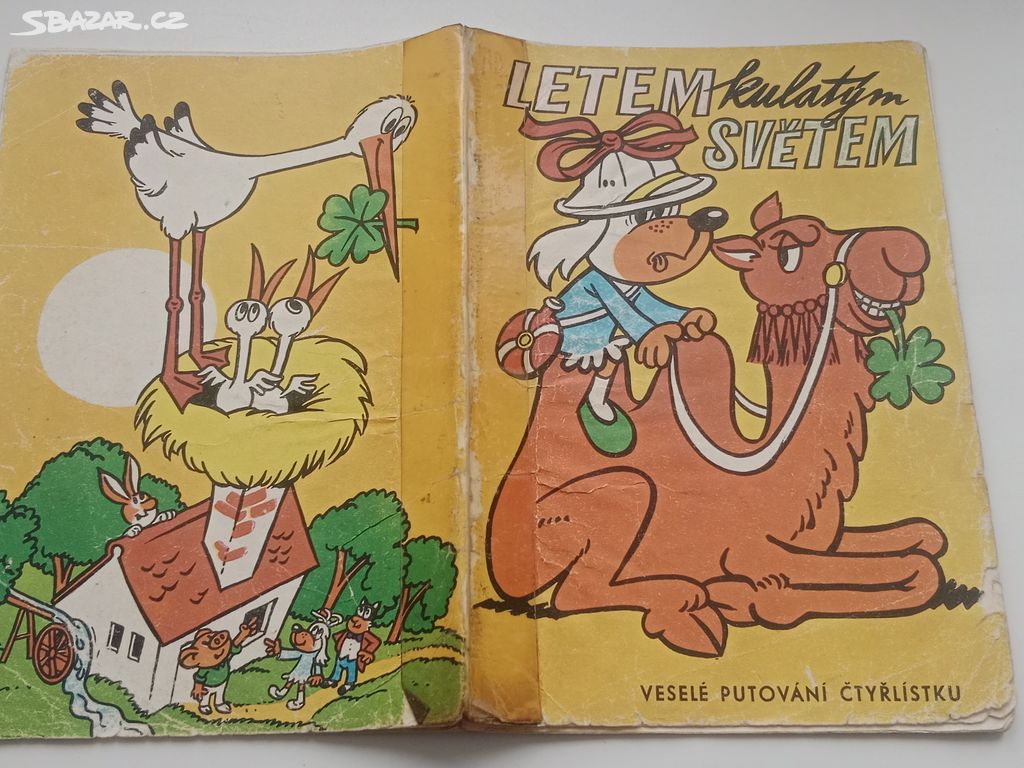 SBAZAR.CZ
LETEM kulatým
SVĚTEM
VESELÉ PUTOVÁNÍ ČTYŘLÍSTKU